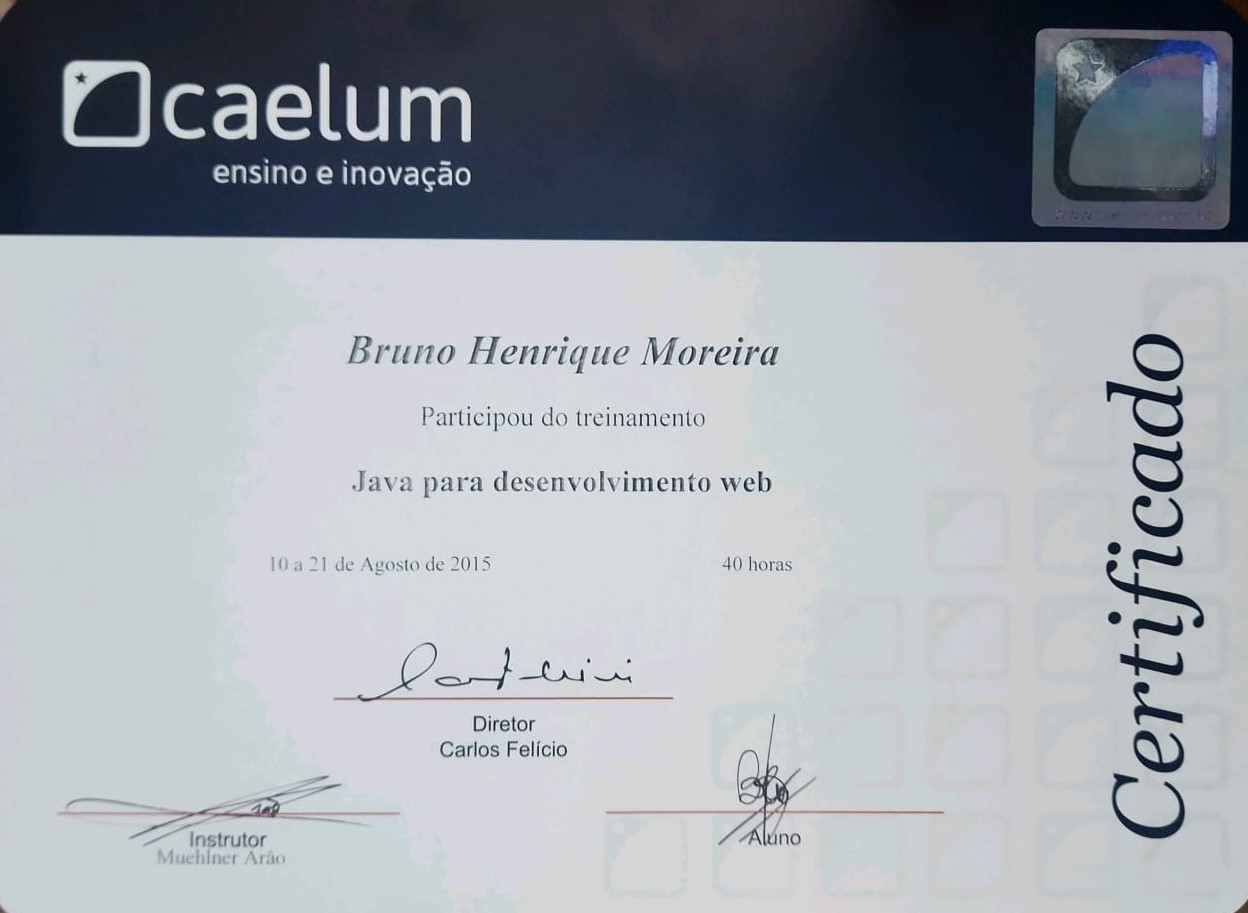 caelum
ensino e inovação
Bruno Henrique Moreira
Participou do treinamento
Java para desenvolvimento web
10 a 21 de Agosto de 2015 40 horas
Diretor
Carlos Felício
Instrutor
Muehlner Arão
Aluno
Certificado